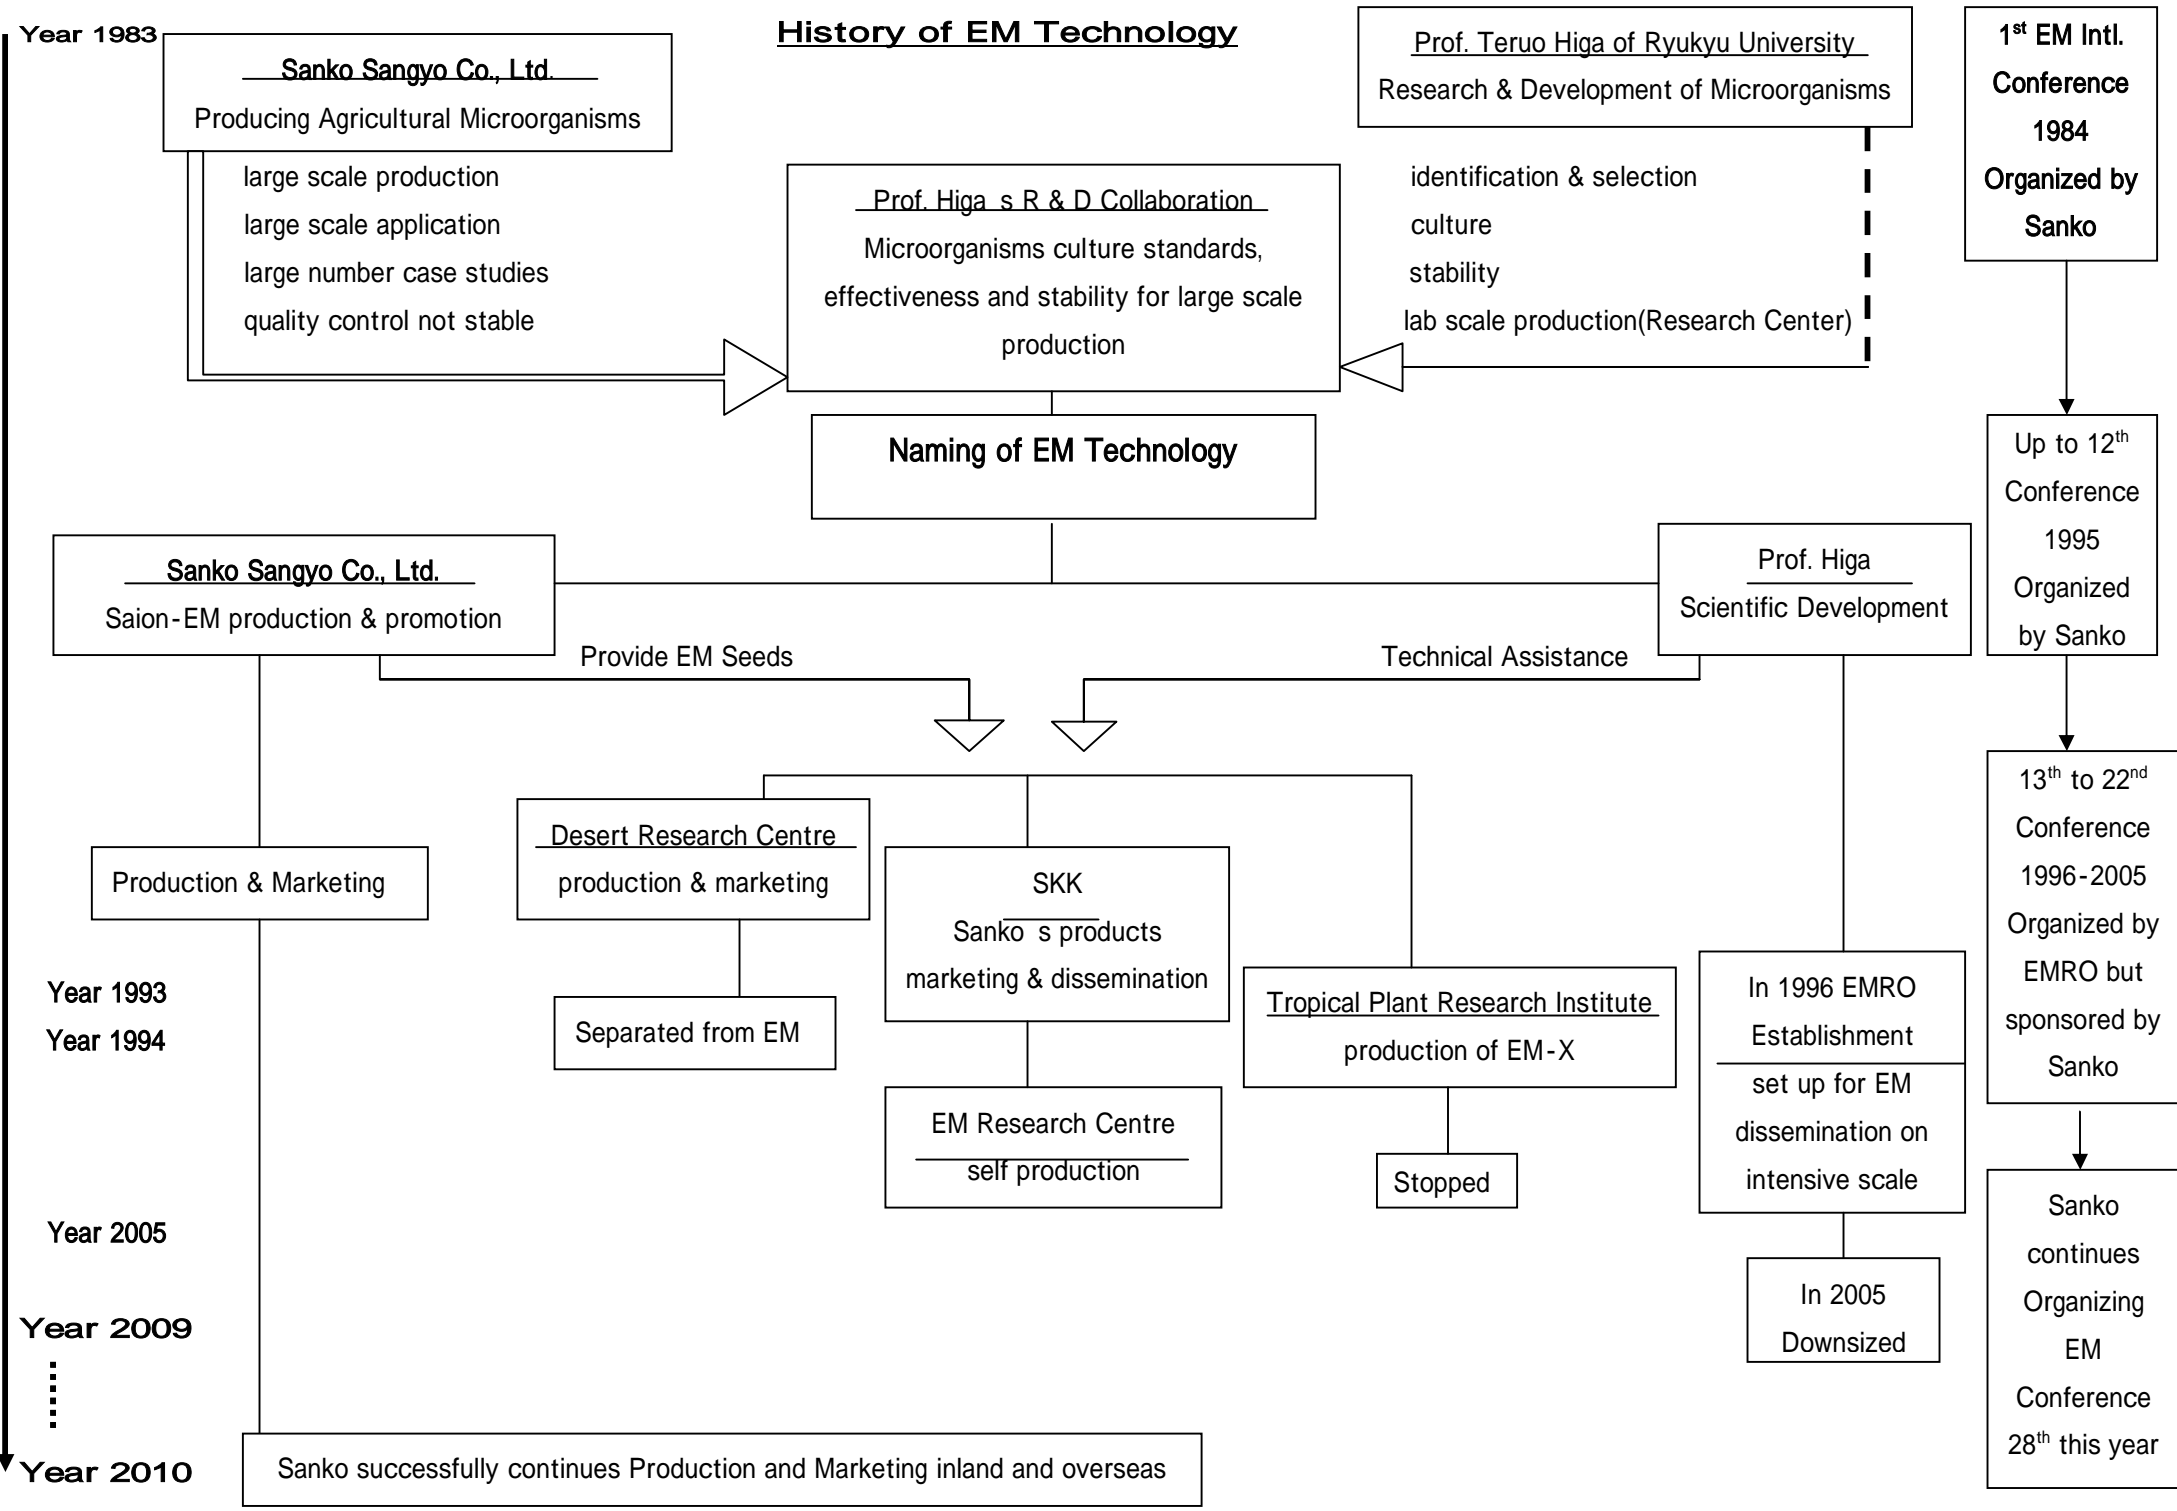 History of EM Technology
Year 1983
Sanko Sangyo Co., Ltd.
Producing Agricultural Microorganisms
large scale production
large scale application
large number case studies
quality control not stable
Prof. Higa s R & D Collaboration
Microorganisms culture standards,
effectiveness and stability for large scale
production
Prof. Teruo Higa of Ryukyu University
Research & Development of Microorganisms
identification & selection
culture
stability
lab scale production(Research Center)
1st EM Intl.
Conference
1984
Organized by
Sanko
Naming of EM Technology
Up to 12th
Conference
1995
Organized
by Sanko
Sanko Sangyo Co., Ltd.
Saion-EM production & promotion
Prof. Higa
Scientific Development
Provide EM Seeds
Technical Assistance
13th to 22nd
Conference
1996-2005
Organized by
EMRO but
sponsored by
Sanko
Production & Marketing
Desert Research Centre
production & marketing
SKK
Sanko s products
marketing & dissemination
Year 1993
Year 1994
Separated from EM
Tropical Plant Research Institute
production of EM-X
In 1996 EMRO
Establishment
set up for EM
dissemination on
intensive scale
EM Research Centre
self production
Stopped
Year 2005
In 2005
Downsized
Sanko
continues
Organizing
EM
Conference
28th this year
Year 2009
Year 2010
Sanko successfully continues Production and Marketing inland and overseas